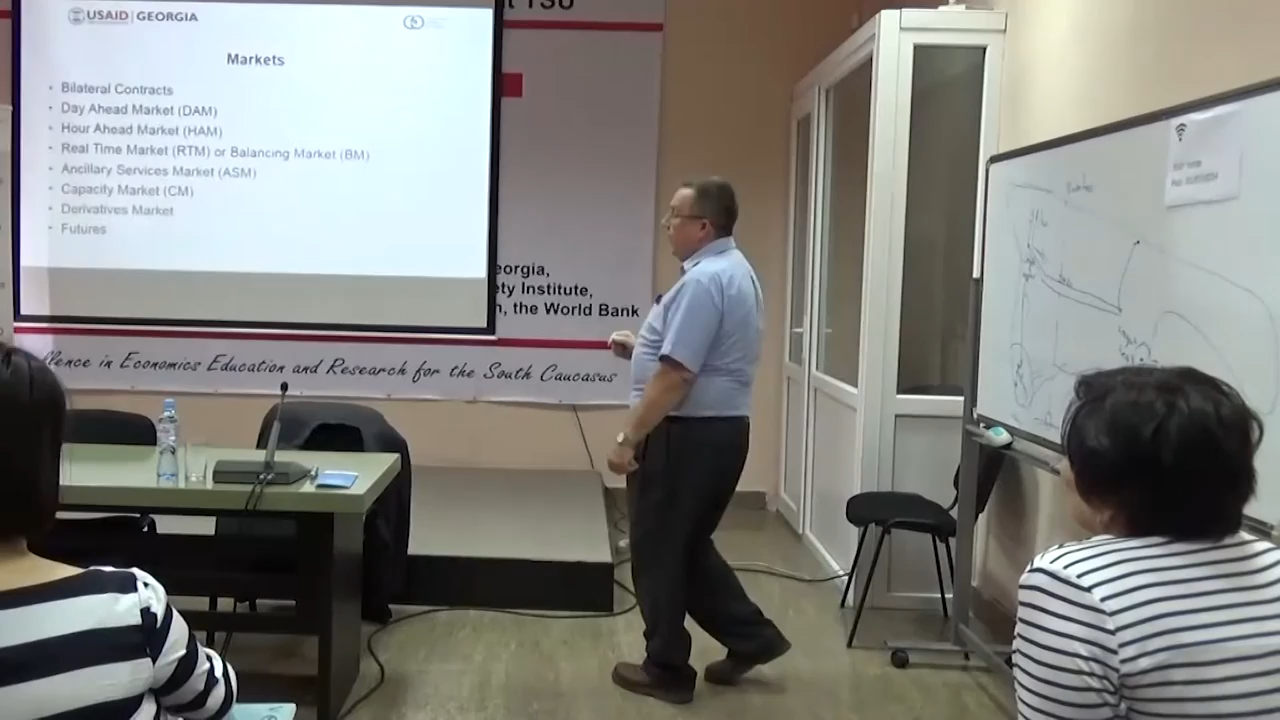 USAID | GEORGIA
Markets
• Bilateral Contracts
• Day Ahead Market (DAM)
• Hour Ahead Market (HAM)
• Real Time Market (RTM) or Balancing Market (BM)
• Ancillary Services Market (ASM)
• Capacity Market (CM)
• Derivatives Market
• Futures
t TSU
eorgia,
ety Institute,
n, the World Bank
llence in Economics Education and Research for the South Caucasus